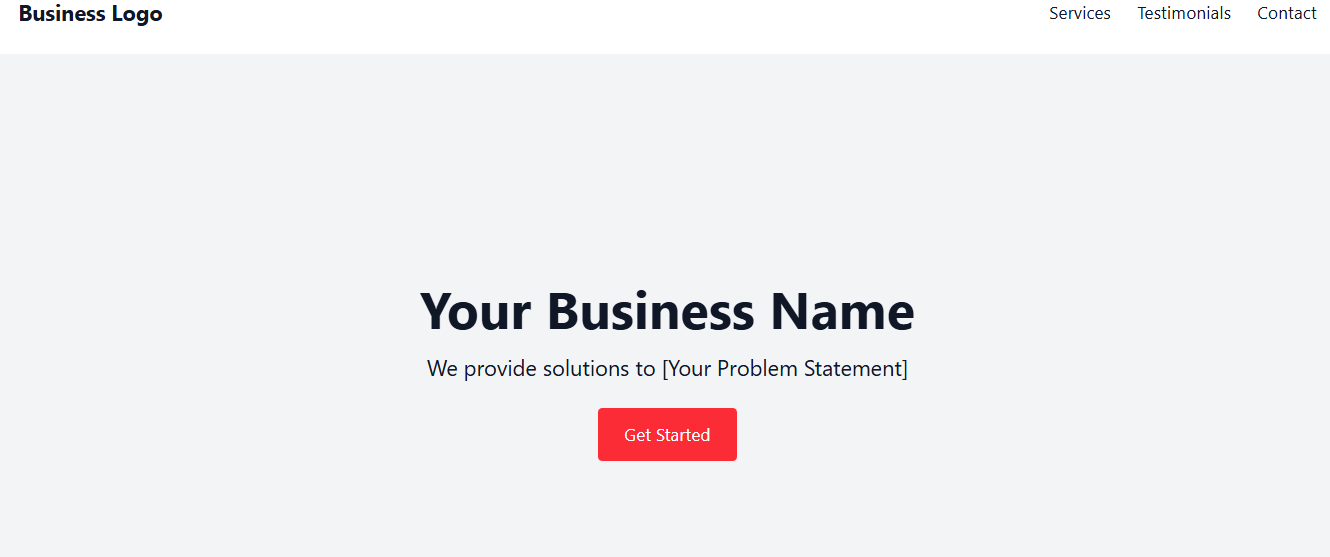 Business Logo
Services Testimonials Contact
Your Business Name
We provide solutions to [Your Problem Statement]
Get Started